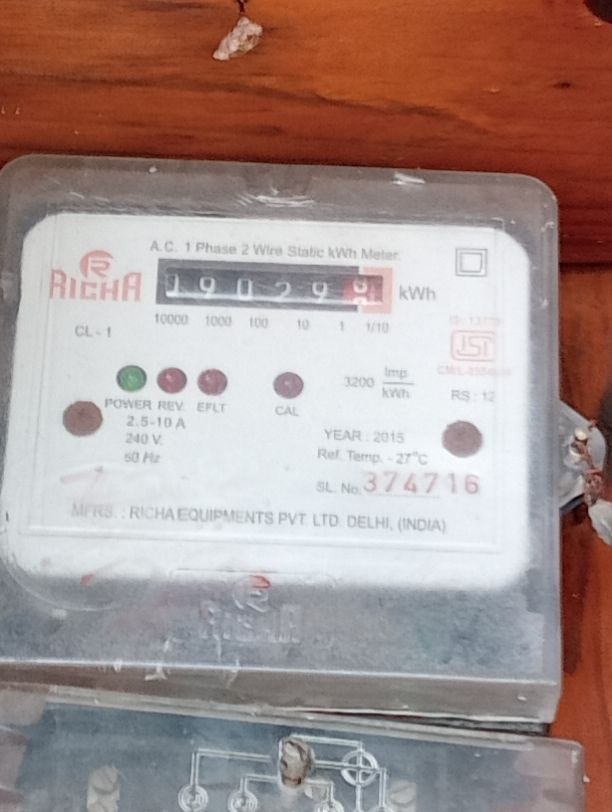 A.C. 1 Phase 2 Wire Static kWh Meter.
RICHA
19029 kWh
10000 1000 100 10 1 1/10
CL - 1
ISI
3200 Imp
kWh
POWER REV. EFLT CAL
RS : 12
2.5-10 A
240 V.
50 Hz
YEAR : 2015
Ref. Temp. - 27°C
SL. No. 374716
MFRS. : RICHA EQUIPMENTS PVT. LTD. DELHI, (INDIA)
RICHA